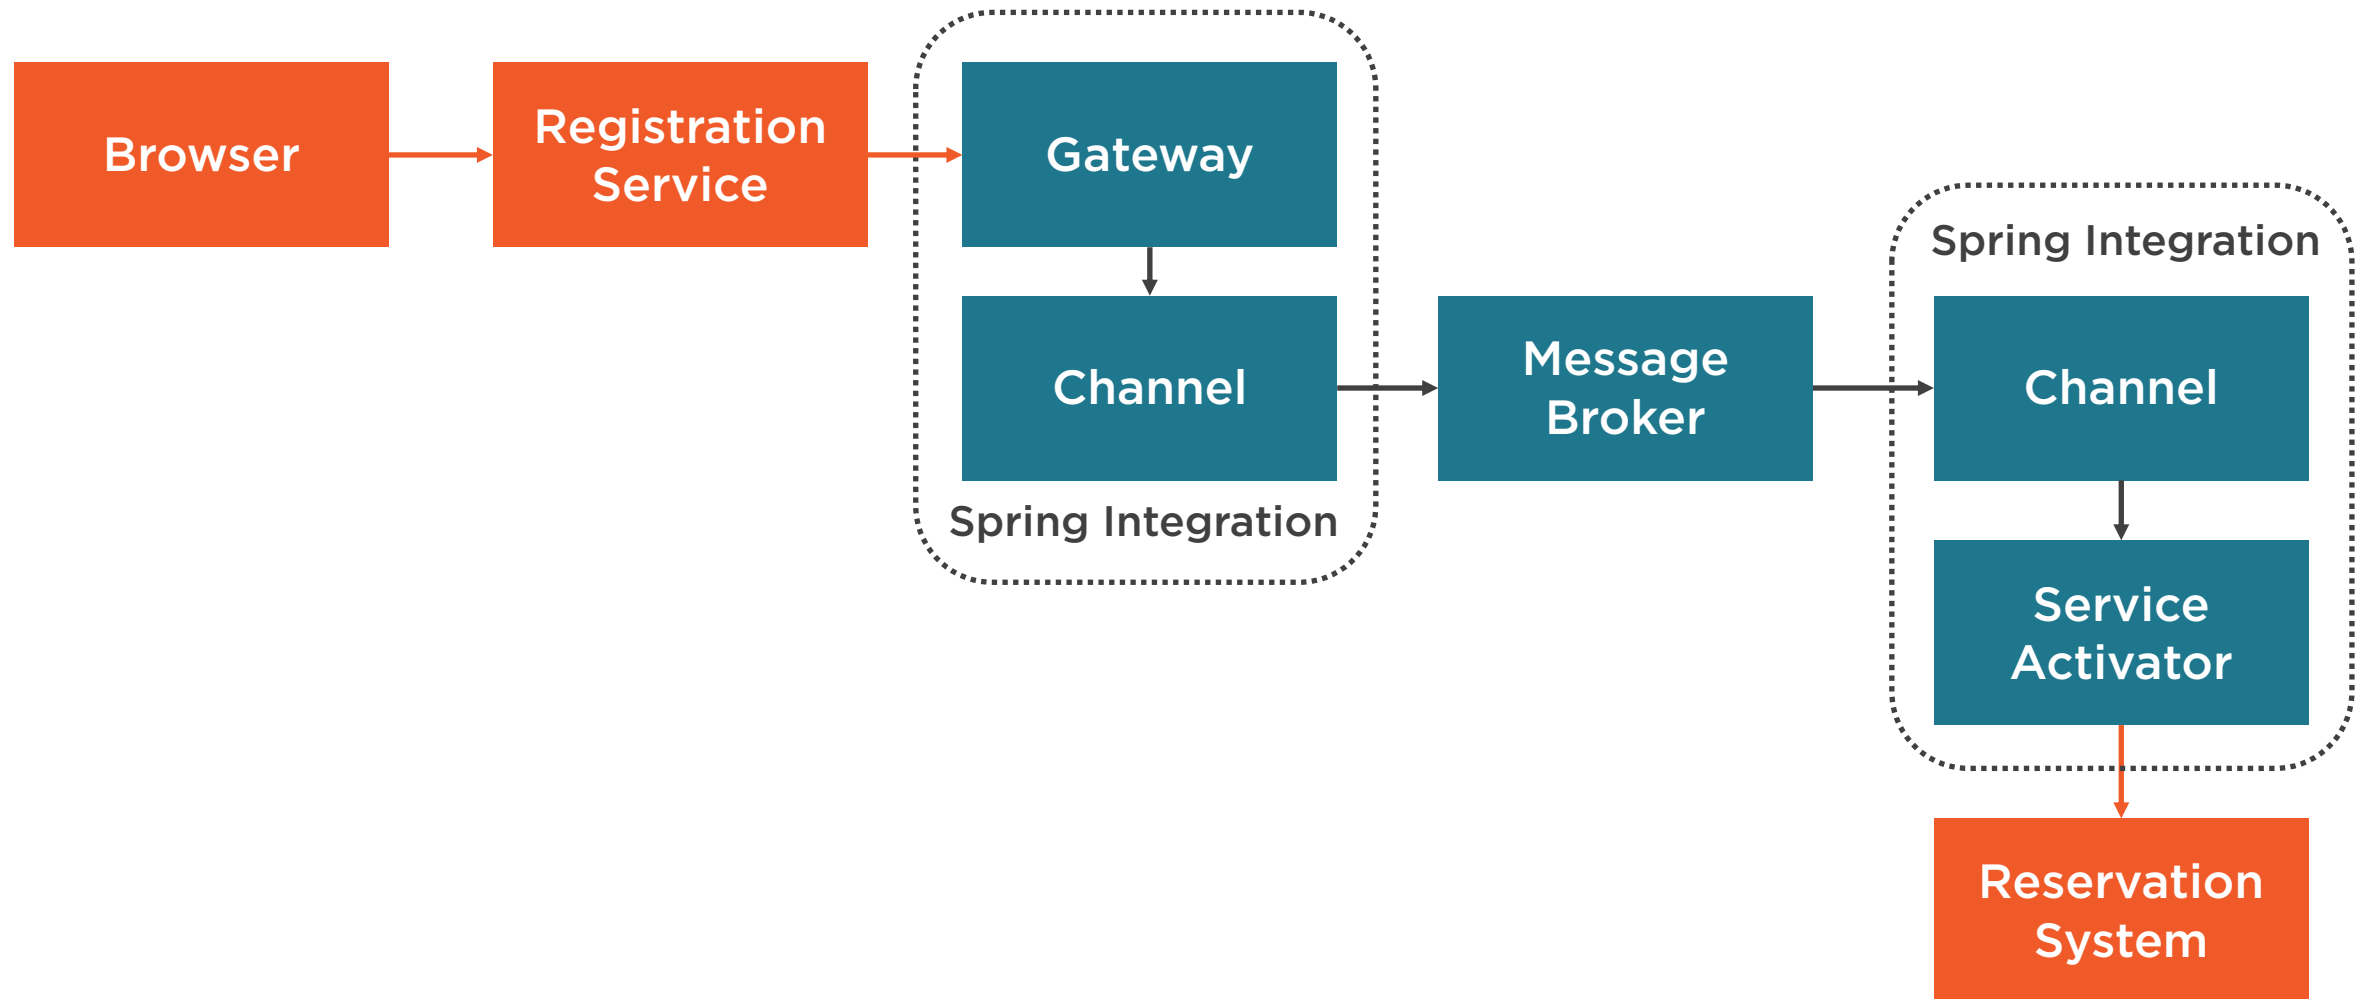 Browser
Registration
Service
Gateway
Channel
Spring Integration
Message
Broker
Spring Integration
Channel
Service
Activator
Reservation
System